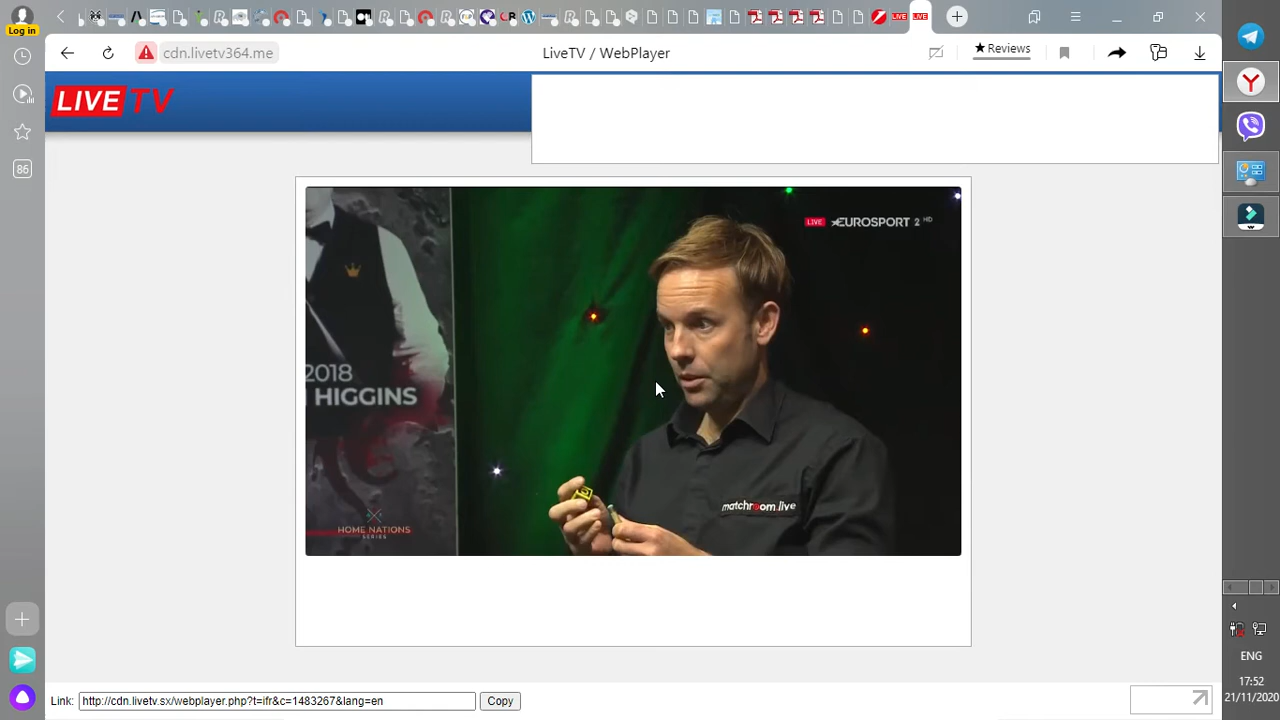 Log in
cdn.livetv364.me
LiveTV / WebPlayer
★ Reviews
LIVE TV
86
LIVE EUROSPORT 2 HD
2018
HIGGINS
matchroom.live
HOME NATIONS
SERIES
Link: http://cdn.livetv.sx/webplayer.php?t=ifr&c=1483267&lang=en Copy
ENG
17:52
21/11/2020